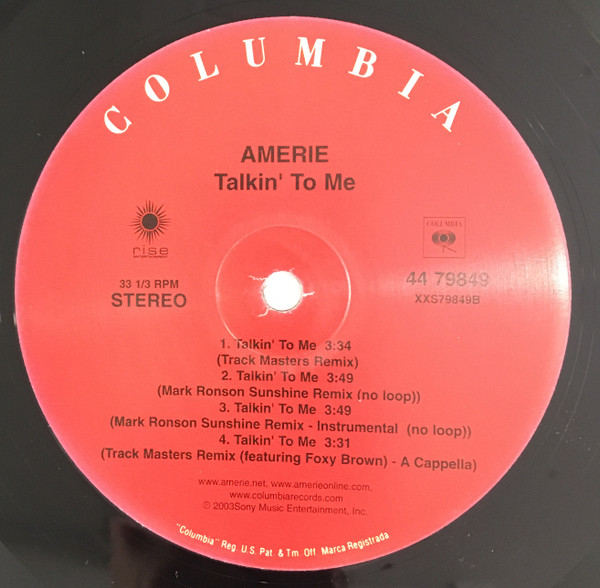 COLUMBIA
AMERIE
Talkin' To Me
rise
ENTERTAINMENT
COLUMBIA
33 1/3 RPM
STEREO
44 79849
XXS79849B
1. Talkin' To Me 3:34
(Track Masters Remix)
2. Talkin' To Me 3:49
(Mark Ronson Sunshine Remix (no loop))
3. Talkin' To Me 3:49
(Mark Ronson Sunshine Remix - Instrumental (no loop))
4. Talkin' To Me 3:31
(Track Masters Remix (featuring Foxy Brown) - A Cappella)
www.amerie.net, www.amerieonline.com,
www.columbiarecords.com
© 2003Sony Music Entertainment, Inc.
"Columbia" Reg. U.S. Pat. & Tm. Off. Marca Registrada